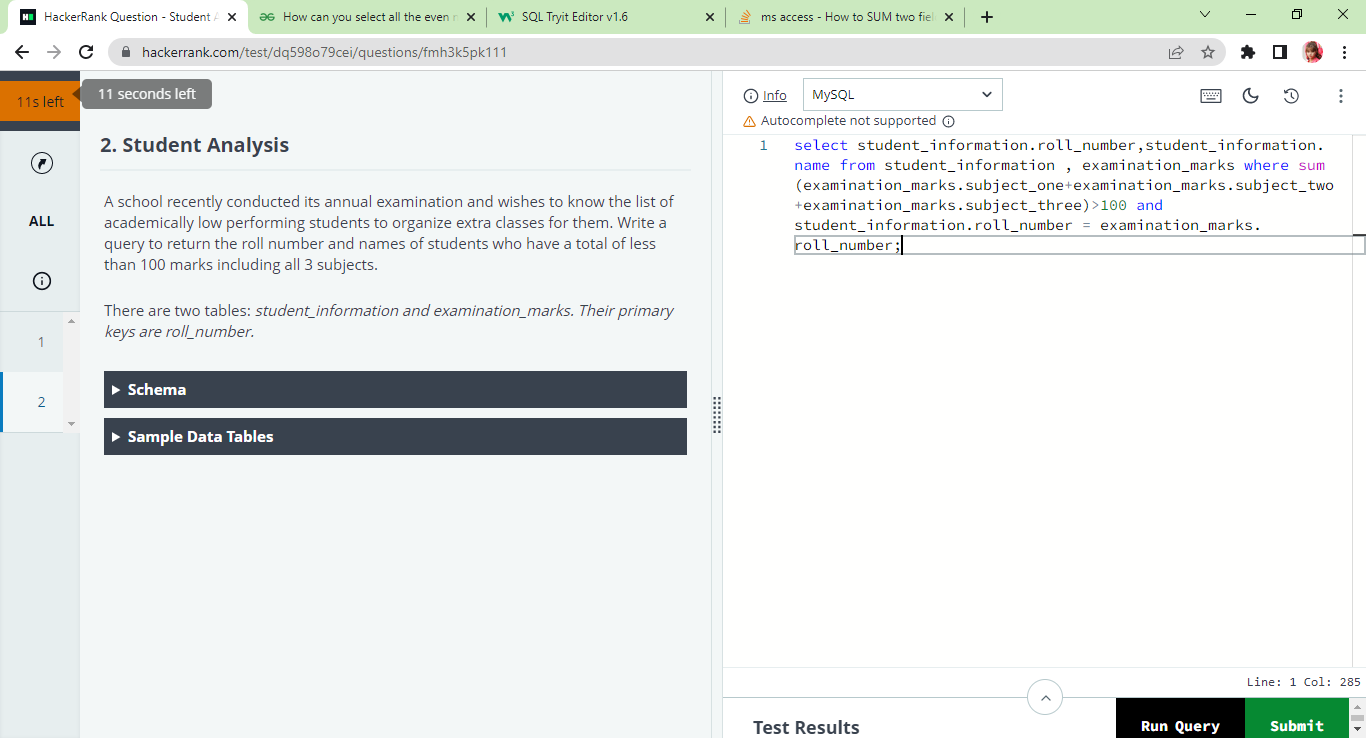 HackerRank Question - Student A
How can you select all the even n
SQL Tryit Editor v1.6
ms access - How to SUM two fiel
hackerrank.com/test/dq598o79cei/questions/fmh3k5pk111
11s left
11 seconds left
ALL
1
2
2. Student Analysis
A school recently conducted its annual examination and wishes to know the list of
academically low performing students to organize extra classes for them. Write a
query to return the roll number and names of students who have a total of less
than 100 marks including all 3 subjects.
There are two tables: student_information and examination_marks. Their primary
keys are roll_number.
Schema
Sample Data Tables
Info
MySQL
Autocomplete not supported
1
select student_information.roll_number,student_information.
name from student_information , examination_marks where sum
(examination_marks.subject_one+examination_marks.subject_two
+examination_marks.subject_three)>100 and
student_information.roll_number = examination_marks.
roll_number;
Line: 1 Col: 285
Test Results
Run Query
Submit